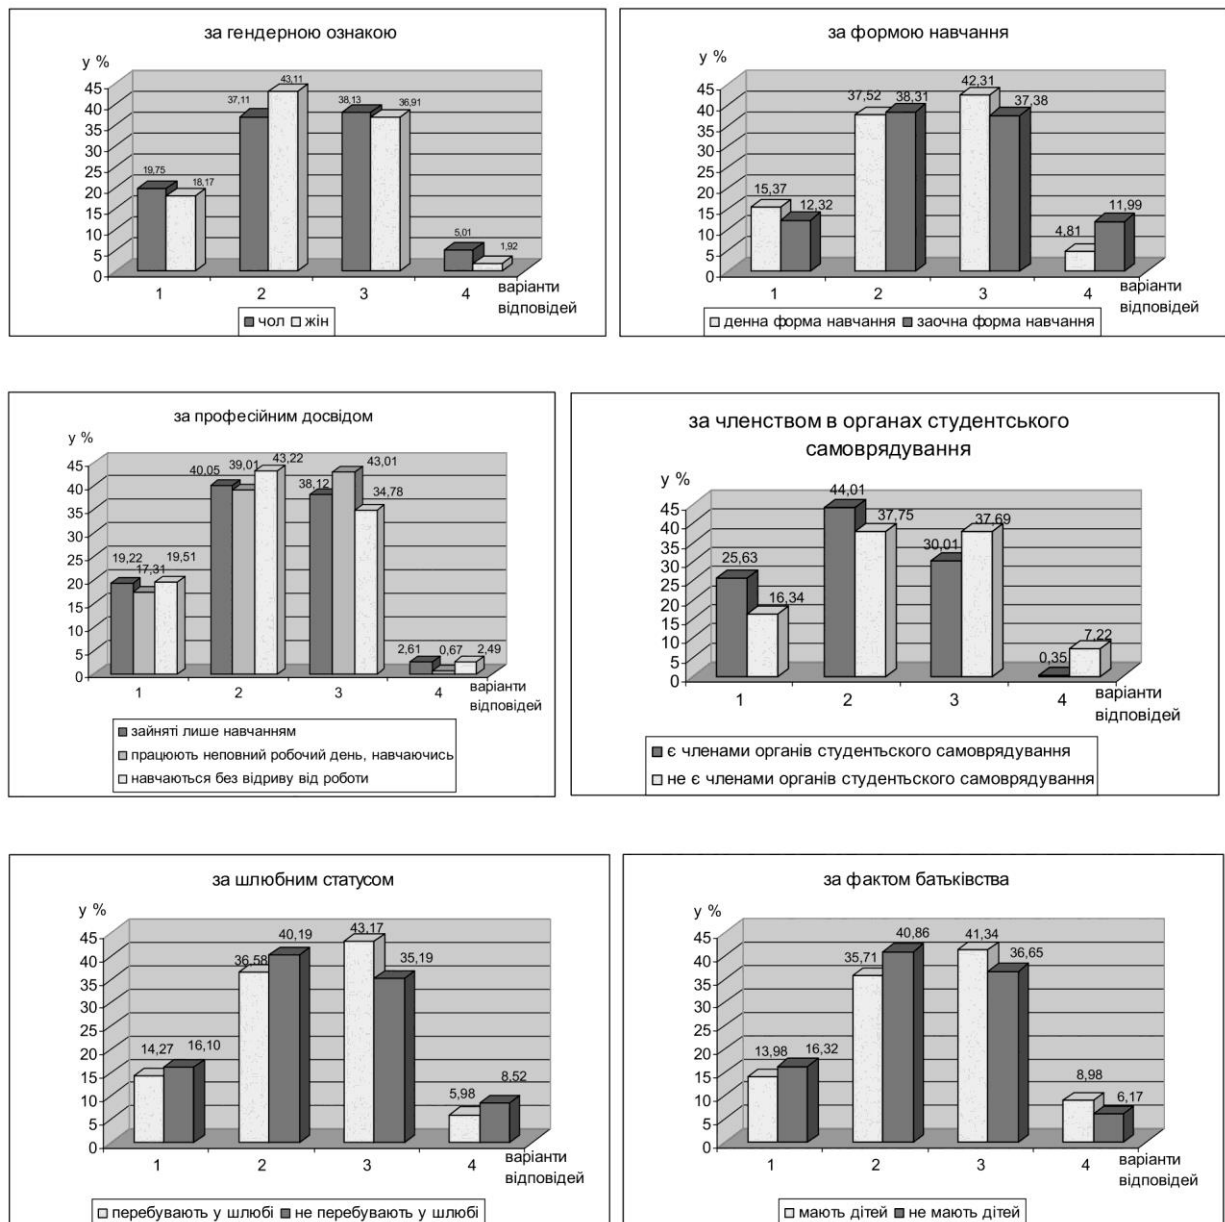 за гендерною ознакою
у %
45
40
35
30
25
20
15
10
5
0
19,75
18,17
37,11
43,11
38,13
36,91
5,01
1,92
1 2 3 4
варіанти
відповідей
чол жін
за формою навчання
у %
45
40
35
30
25
20
15
10
5
0
15,37
12,32
37,52
38,31
42,31
37,38
4,81
11,99
1 2 3 4
варіанти
відповідей
денна форма навчання заочна форма навчання
за професійним досвідом
у %
45
40
35
30
25
20
15
10
5
0
19,22
17,31
19,51
40,05
39,01
43,22
38,12
43,01
34,78
2,61
0,67
2,49
1 2 3 4
варіанти
відповідей
зайняті лише навчанням
працюють неповний робочий день, навчаючись
навчаються без відриву від роботи
за членством в органах студентського
самоврядування
у %
45
40
35
30
25
20
15
10
5
0
25,63
16,34
44,01
37,75
30,01
37,69
0,35
7,22
1 2 3 4
варіанти
відповідей
є членами органів студентьского самоврядування
не є членами органів студентьского самоврядування
за шлюбним статусом
у %
45
40
35
30
25
20
15
10
5
0
14,27
16,10
36,58
40,19
43,17
35,19
5,98
8,52
1 2 3 4
варіанти
відповідей
перебувають у шлюбі не перебувають у шлюбі
за фактом батьківства
у %
45
40
35
30
25
20
15
10
5
0
13,98
16,32
35,71
40,86
41,34
36,65
8,98
6,17
1 2 3 4
варіанти
відповідей
мають дітей не мають дітей